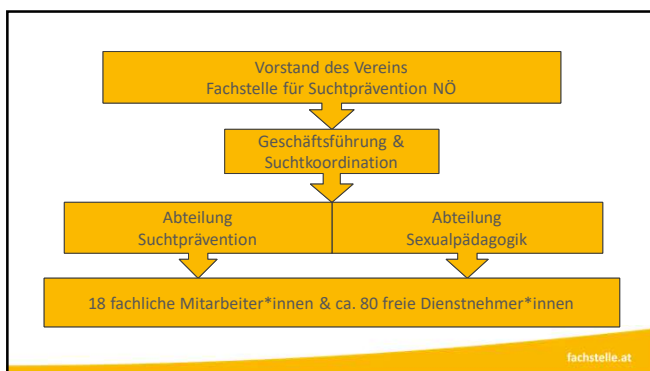 Vorstand des Vereins
Fachstelle für Suchtprävention NÖ
Geschäftsführung &
Suchtkoordination
Abteilung
Suchtprävention
Abteilung
Sexualpädagogik
18 fachliche Mitarbeiter*innen & ca. 80 freie Dienstnehmer*innen
fachstelle.at